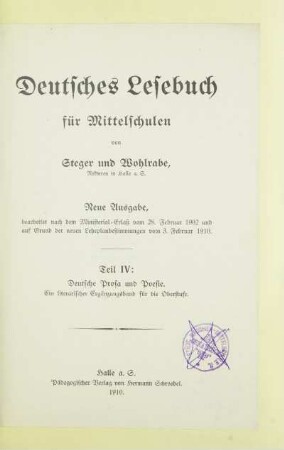 Deutsches Lesebuch
für Mittelschulen
von
Steger und Wohlrabe,
Rektoren in Halle a. S.
Neue Ausgabe,
bearbeitet nach dem Ministerial-Erlaß vom 28. Februar 1902 und
auf Grund der neuen Lehrplanbestimmungen vom 3. Februar 1910.
Teil IV:
Deutsche Prosa und Poesie.
Ein literarischer Ergänzungsband für die Oberstufe.
Halle a. S.
Pädagogischer Verlag von Hermann Schroedel.
1910.